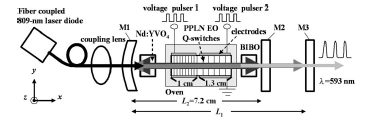 Fiber coupled
809-nm laser diode
voltage pulser 1
voltage pulser 2
M1
coupling lens
Nd:YVO₄
PPLN EO
Q-switches
electrodes
BIBO
M2
M3
1 cm
1.3 cm
Oven
λ=593 nm
y
z
x
L₂=7.2 cm
L₁